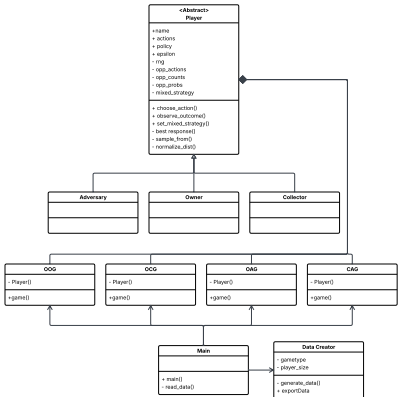 <Abstract>
Player
+name
+ actions
+ policy
+ epsilon
- rng
- opp_actions
- opp_counts
- opp_probs
- mixed_strategy
+ choose_action()
+ observe_outcome()
+ set_mixed_strategy()
- best response()
- sample_from()
- normalize_dist()
Adversary
Owner
Collector
OOG
- Player()
+game()
OCG
- Player()
+game()
OAG
- Player()
+game()
CAG
- Player()
+game()
Main
+ main()
- read_data()
Data Creator
- gametype
- player_size
- generate_data()
+ exportData